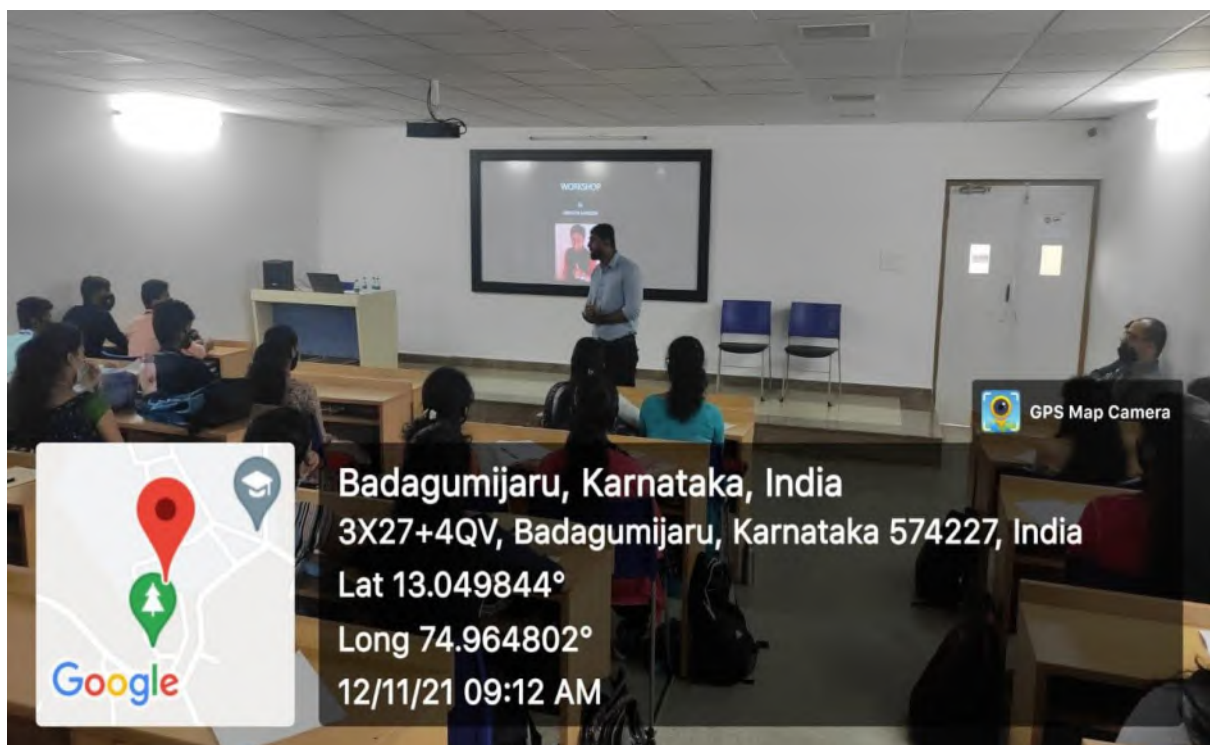 WORKSHOP
GPS Map Camera
Badagumijaru, Karnataka, India
3X27+4QV, Badagumijaru, Karnataka 574227, India
Lat 13.049844°
Long 74.964802°
12/11/21 09:12 AM
Google